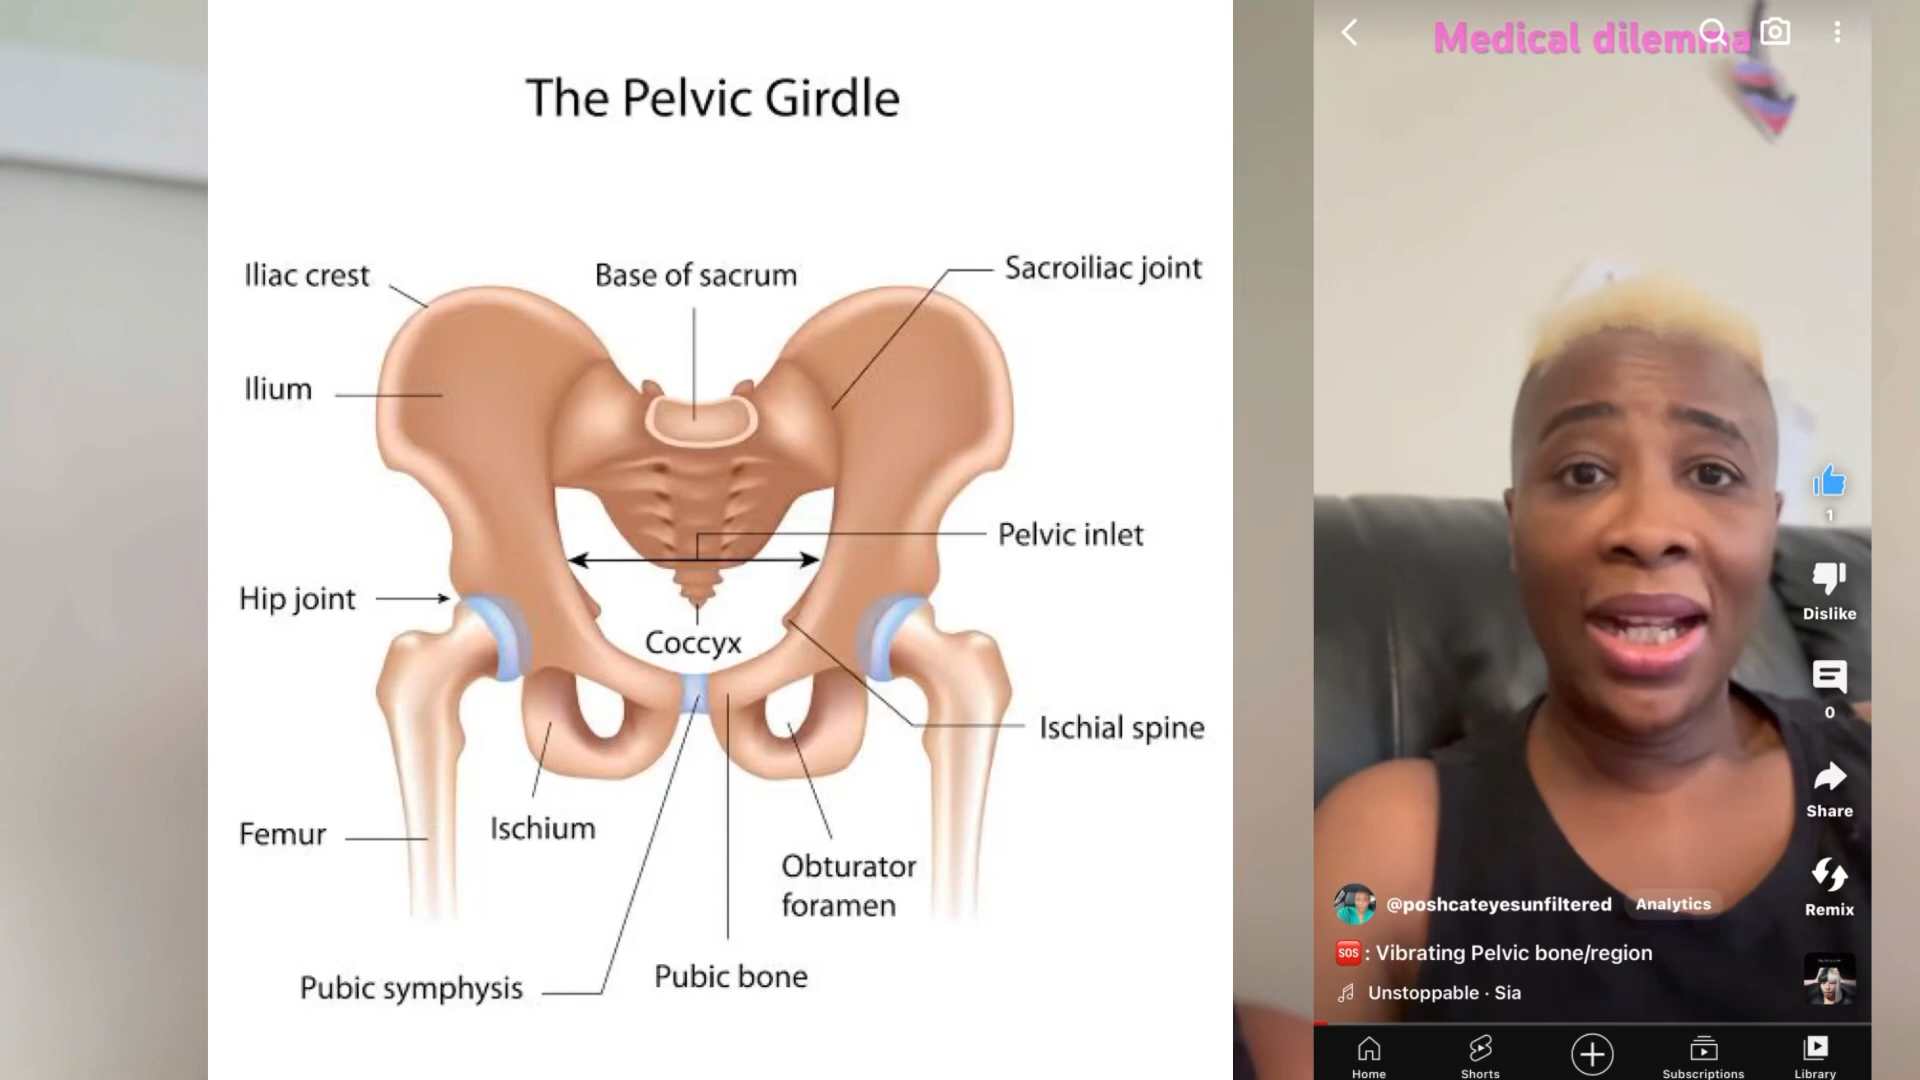 The Pelvic Girdle
Iliac crest
Base of sacrum
Sacroiliac joint
Ilium
Pelvic inlet
Hip joint
Coccyx
Ischial spine
Ischium
Femur
Obturator
foramen
Pubic symphysis
Pubic bone
Medical dilemma
1
Dislike
0
Share
@poshcateyesunfiltered Analytics
Remix
SOS : Vibrating Pelvic bone/region
Unstoppable · Sia
Home
Shorts
Subscriptions
Library